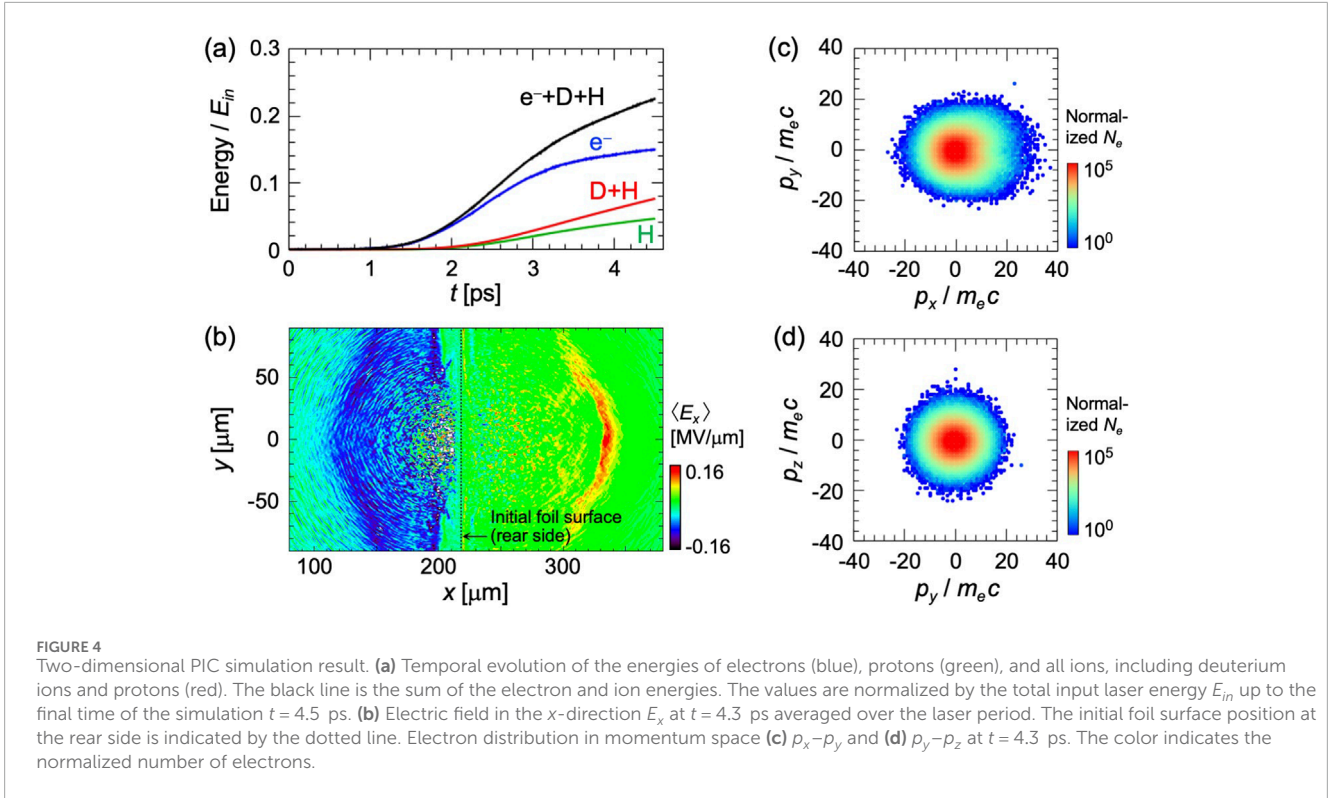 (a)
0.3
0.2
0.1
0
Energy / E_in
e⁻+D+H
e⁻
D+H
H
0 1 2 3 4
t [ps]
(b)
50
0
-50
y [μm]
100 200 300
x [μm]
Initial foil surface
(rear side)
⟨E_x⟩
[MV/μm]
0.16
-0.16
(c)
40
20
0
-20
-40
p_y / m_e c
-40 -20 0 20 40
p_x / m_e c
Normal-
ized N_e
10⁵
10⁰
(d)
40
20
0
-20
-40
p_z / m_e c
-40 -20 0 20 40
p_y / m_e c
Normal-
ized N_e
10⁵
10⁰
FIGURE 4
Two-dimensional PIC simulation result. (a) Temporal evolution of the energies of electrons (blue), protons (green), and all ions, including deuterium
ions and protons (red). The black line is the sum of the electron and ion energies. The values are normalized by the total input laser energy E_in up to the
final time of the simulation t = 4.5 ps. (b) Electric field in the x-direction E_x at t = 4.3 ps averaged over the laser period. The initial foil surface position at
the rear side is indicated by the dotted line. Electron distribution in momentum space (c) p_x–p_y and (d) p_y–p_z at t = 4.3 ps. The color indicates the
normalized number of electrons.